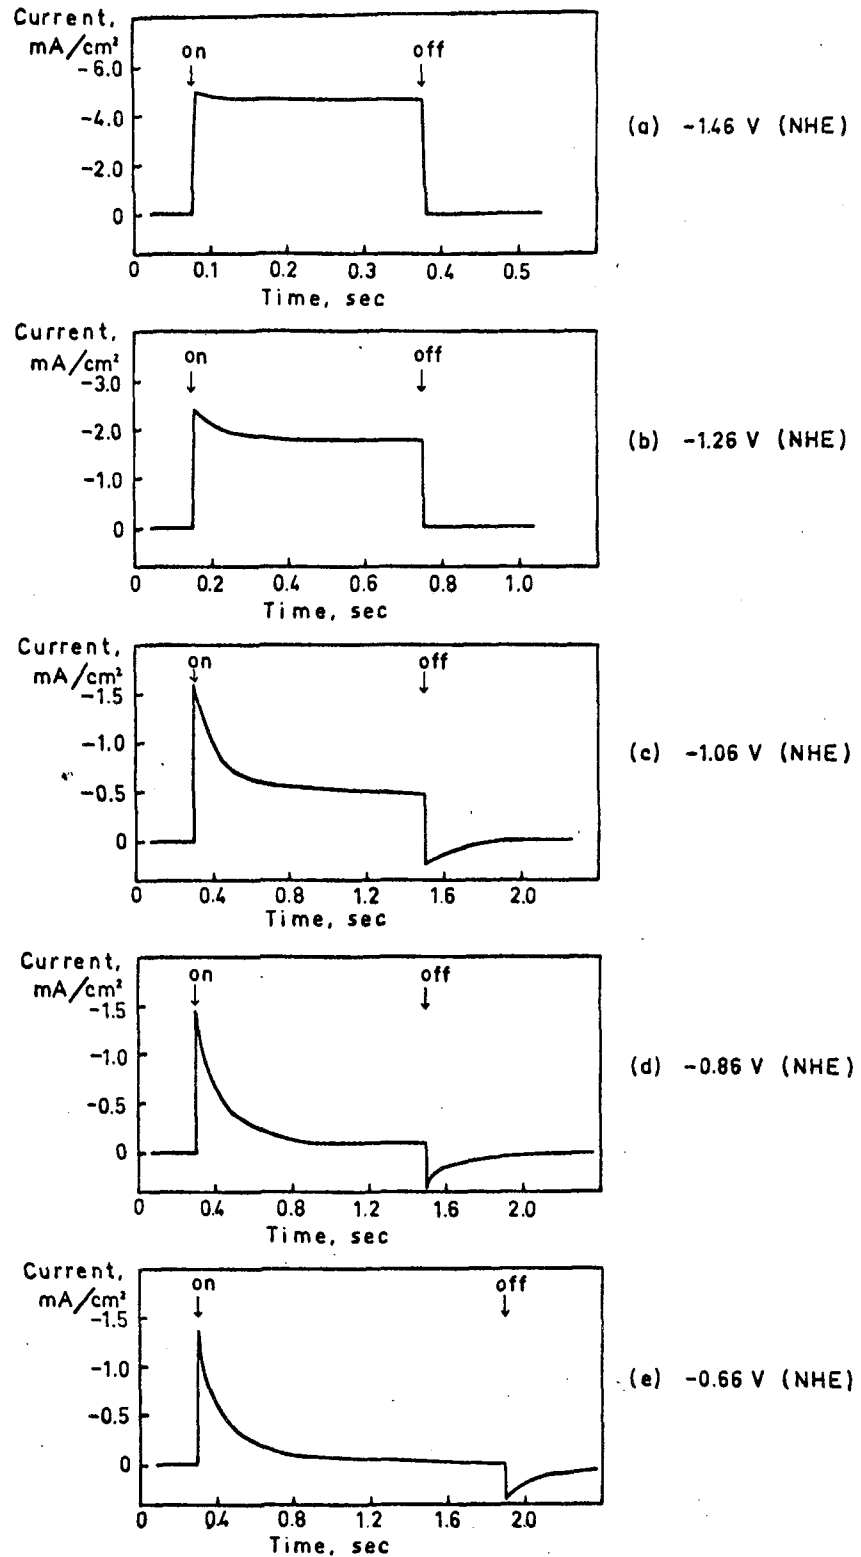 Current,
mA/cm²
on
off
-6.0
-4.0
-2.0
0
0 0.1 0.2 0.3 0.4 0.5
Time, sec
(a) -1.46 V (NHE)
Current,
mA/cm²
on
off
-3.0
-2.0
-1.0
0
0 0.2 0.4 0.6 0.8 1.0
Time, sec
(b) -1.26 V (NHE)
Current,
mA/cm²
on
off
-1.5
-1.0
-0.5
0
0 0.4 0.8 1.2 1.6 2.0
Time, sec
(c) -1.06 V (NHE)
Current,
mA/cm²
on
off
-1.5
-1.0
-0.5
0
0 0.4 0.8 1.2 1.6 2.0
Time, sec
(d) -0.86 V (NHE)
Current,
mA/cm²
on
off
-1.5
-1.0
-0.5
0
0 0.4 0.8 1.2 1.6 2.0
Time, sec
(e) -0.66 V (NHE)